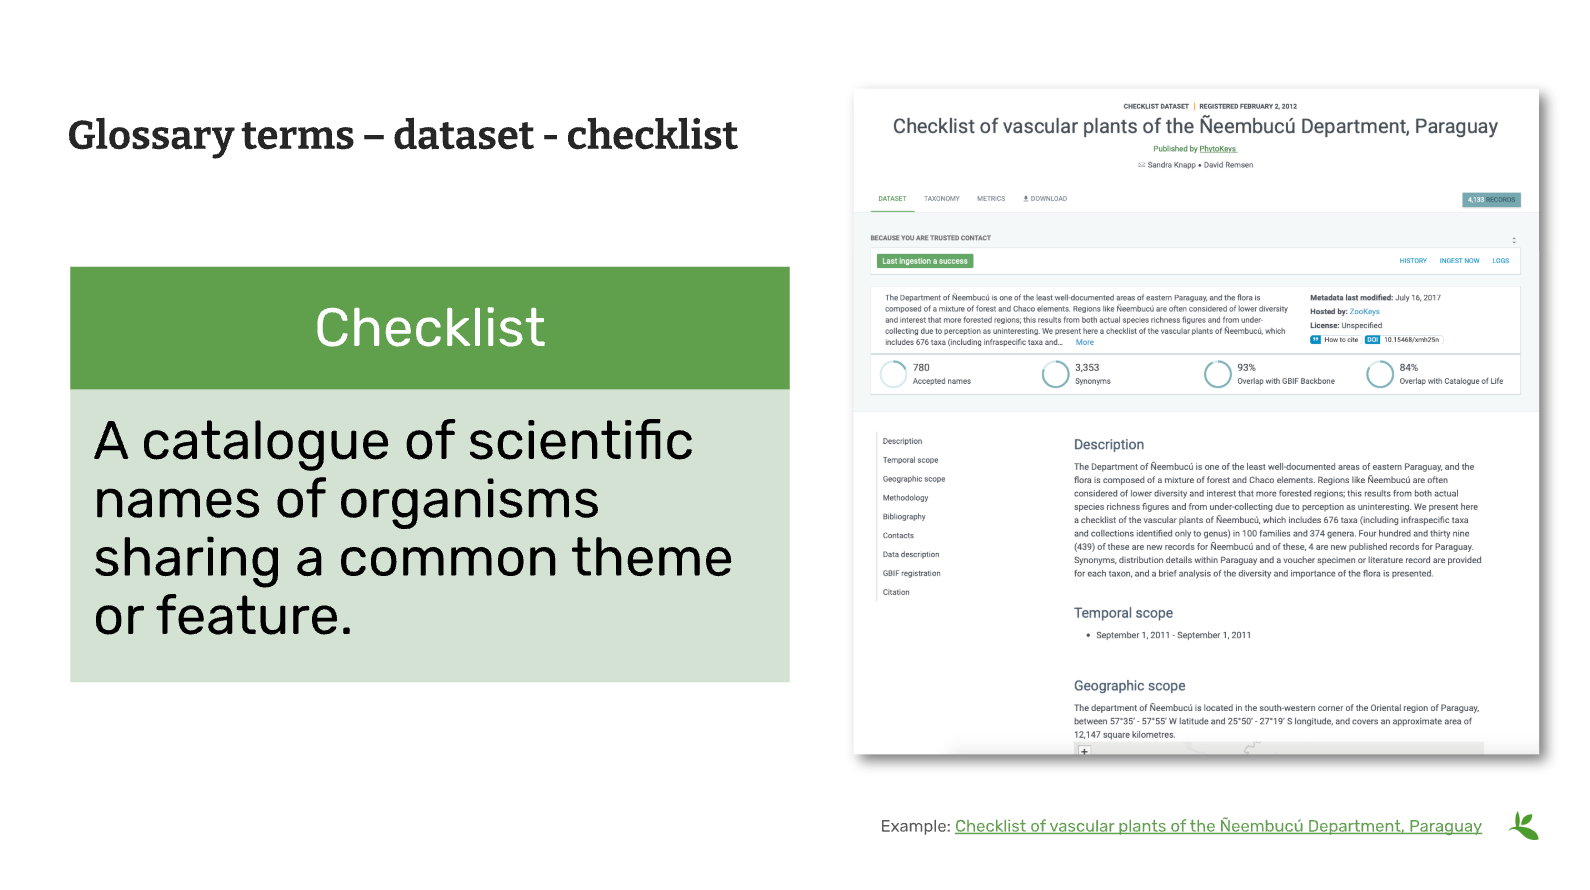 Glossary terms – dataset - checklist
Checklist
A catalogue of scientific
names of organisms
sharing a common theme
or feature.
CHECKLIST DATASET | REGISTERED FEBRUARY 2, 2012
Checklist of vascular plants of the Ñeembucú Department, Paraguay
Published by PhytoKeys
Sandra Knapp • David Remsen
DATASET TAXONOMY METRICS DOWNLOAD
4,133 RECORDS
BECAUSE YOU ARE TRUSTED CONTACT
Last ingestion a success
HISTORY INGEST NOW LOGS
The Department of Ñeembucú is one of the least well-documented areas of eastern Paraguay, and the flora is
composed of a mixture of forest and Chaco elements. Regions like Ñeembucú are often considered of lower diversity
and interest that more forested regions; this results from both actual species richness figures and from under-
collecting due to perception as uninteresting. We present here a checklist of the vascular plants of Ñeembucú, which
includes 676 taxa (including infraspecific taxa and... More
Metadata last modified: July 16, 2017
Hosted by: ZooKeys
License: Unspecified
How to cite DOI 10.15468/xmh25n
780
Accepted names
3,353
Synonyms
93%
Overlap with GBIF Backbone
84%
Overlap with Catalogue of Life
Description
Temporal scope
Geographic scope
Methodology
Bibliography
Contacts
Data description
GBIF registration
Citation
Description
The Department of Ñeembucú is one of the least well-documented areas of eastern Paraguay, and the
flora is composed of a mixture of forest and Chaco elements. Regions like Ñeembucú are often
considered of lower diversity and interest that more forested regions; this results from both actual
species richness figures and from under-collecting due to perception as uninteresting. We present here
a checklist of the vascular plants of Ñeembucú, which includes 676 taxa (including infraspecific taxa
and collections identified only to genus) in 100 families and 374 genera. Four hundred and thirty nine
(439) of these are new records for Ñeembucú and of these, 4 are new published records for Paraguay.
Synonyms, distribution details within Paraguay and a voucher specimen or literature record are provided
for each taxon, and a brief analysis of the diversity and importance of the flora is presented.
Temporal scope
• September 1, 2011 - September 1, 2011
Geographic scope
The department of Ñeembucú is located in the south-western corner of the Oriental region of Paraguay,
between 57°35′ - 57°55′ W latitude and 25°50′ - 27°19′ S longitude, and covers an approximate area of
12,147 square kilometres.
+
Example: Checklist of vascular plants of the Ñeembucú Department, Paraguay